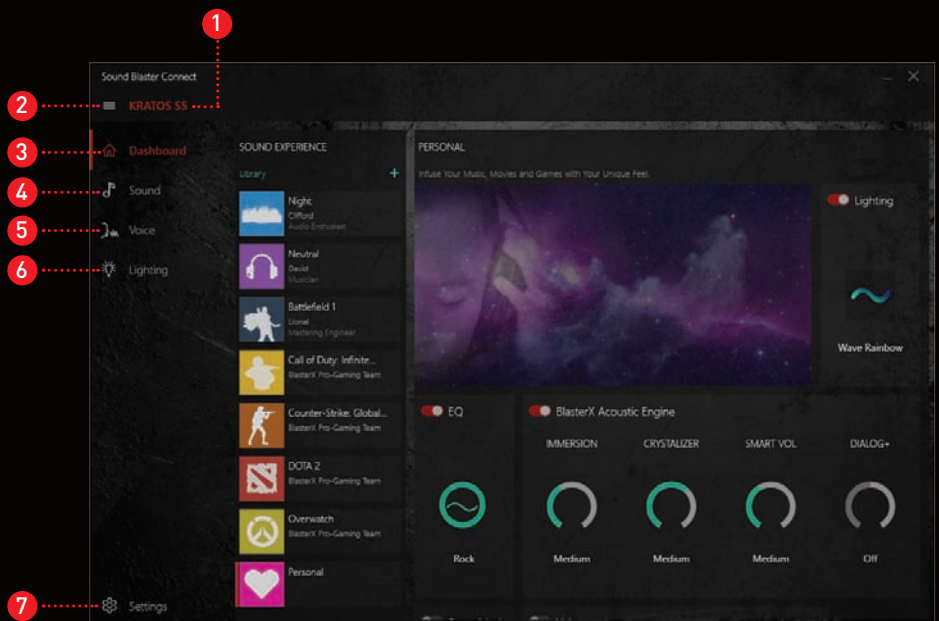 1
Sound Blaster Connect
2
KRATOS S5
3
Dashboard
4
Sound
5
Voice
6
Lighting
7
Settings
SOUND EXPERIENCE
Library
+
Night
Clifford
Audio Enthusiast
Neutral
David
Musician
Battlefield 1
Lionel
Mastering Engineer
Call of Duty: Infinite...
BlasterX Pro-Gaming Team
Counter-Strike: Global...
BlasterX Pro-Gaming Team
DOTA 2
BlasterX Pro-Gaming Team
Overwatch
BlasterX Pro-Gaming Team
Personal
PERSONAL
Infuse Your Music, Movies and Games with Your Unique Feel.
Lighting
Wave Rainbow
EQ
Rock
BlasterX Acoustic Engine
IMMERSION
Medium
CRYSTALIZER
Medium
SMART VOL
Medium
DIALOG+
Off